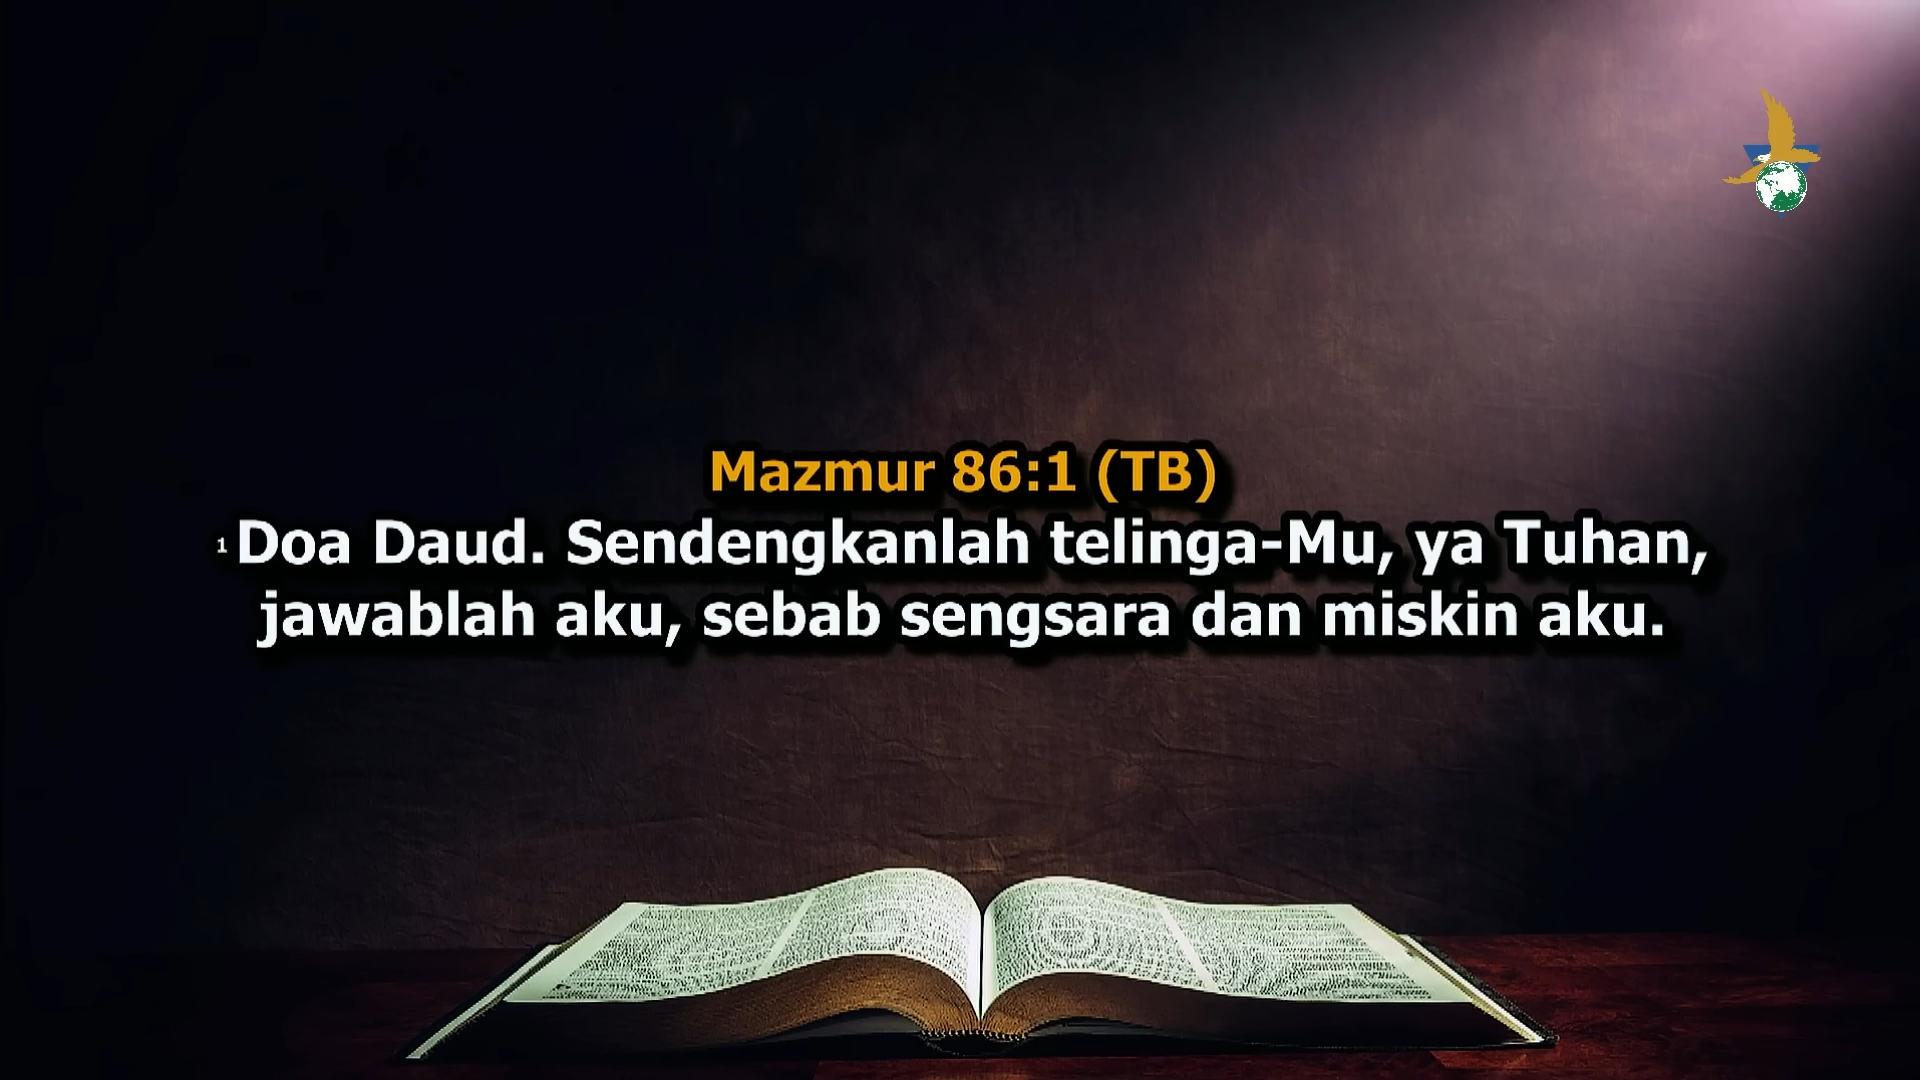 Mazmur 86:1 (TB)
1 Doa Daud. Sendengkanlah telinga-Mu, ya Tuhan,
jawablah aku, sebab sengsara dan miskin aku.